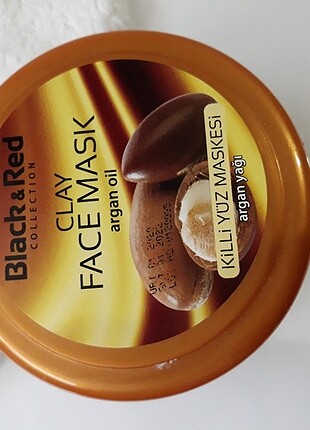 Black&Red
COLLECTION
CLAY
FACE MASK
argan oil
KİLLİ YÜZ MASKESİ
argan yağı